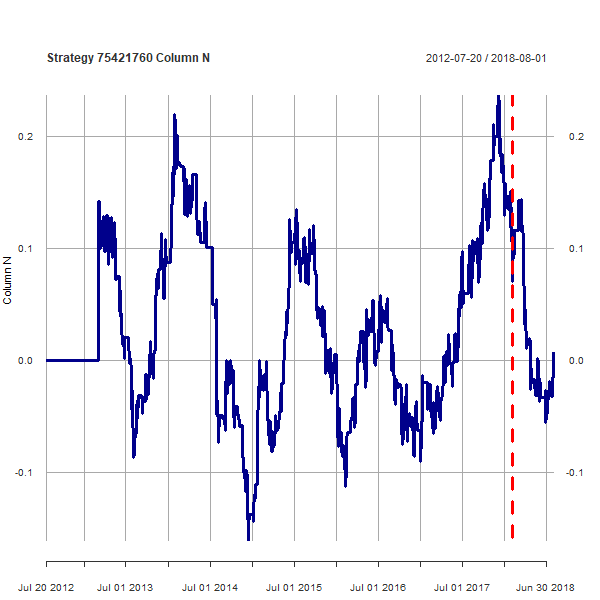 Strategy 75421760 Column N
2012-07-20 / 2018-08-01
0.2
0.2
0.1
0.1
Column N
0.0
0.0
-0.1
-0.1
Jul 20 2012
Jul 01 2013
Jul 01 2014
Jul 01 2015
Jul 01 2016
Jul 01 2017
Jun 30 2018